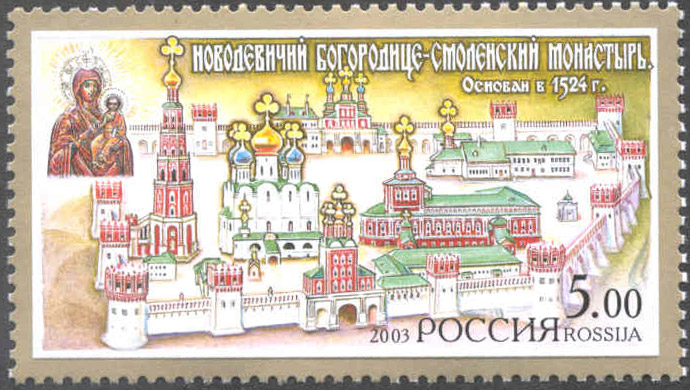 НОВОДЕВИЧИЙ БОГОРОДИЦЕ-СМОЛЕНСКИЙ МОНАСТЫРЬ.
ОСНОВАН В 1524 Г.
5.00
2003 РОССИЯ ROSSIJA